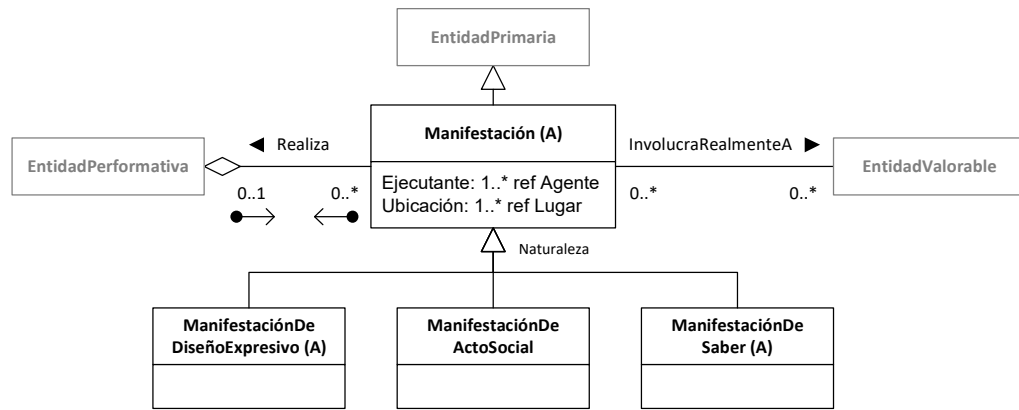 EntidadPrimaria
Manifestación (A)
Ejecutante: 1..* ref Agente
Ubicación: 1..* ref Lugar
EntidadPerformativa
◄ Realiza
0..1
0..*
InvolucraRealmenteA ►
0..*
0..*
EntidadValorable
Naturaleza
ManifestaciónDe
DiseñoExpresivo (A)
ManifestaciónDe
ActoSocial
ManifestaciónDe
Saber (A)